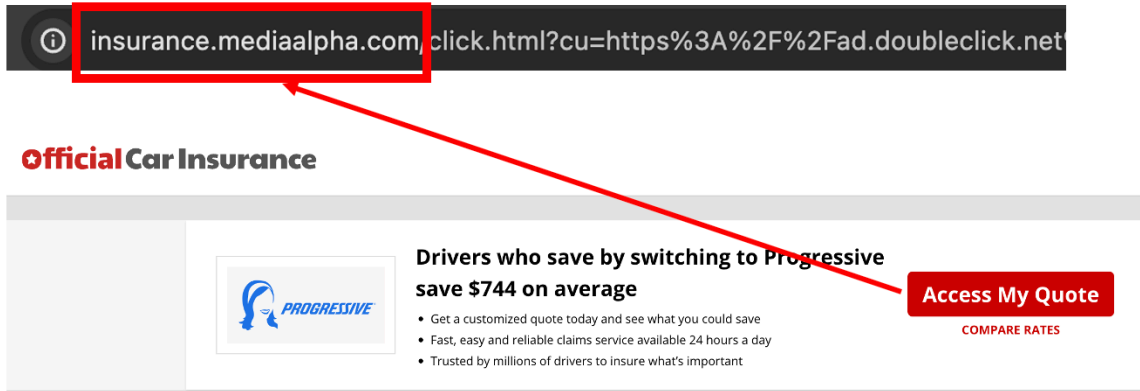 insurance.mediaalpha.com/click.html?cu=https%3A%2F%2Fad.doubleclick.net%
Official Car Insurance
Drivers who save by switching to Progressive
save $744 on average
PROGRESSIVE
• Get a customized quote today and see what you could save
• Fast, easy and reliable claims service available 24 hours a day
• Trusted by millions of drivers to insure what's important
Access My Quote
COMPARE RATES